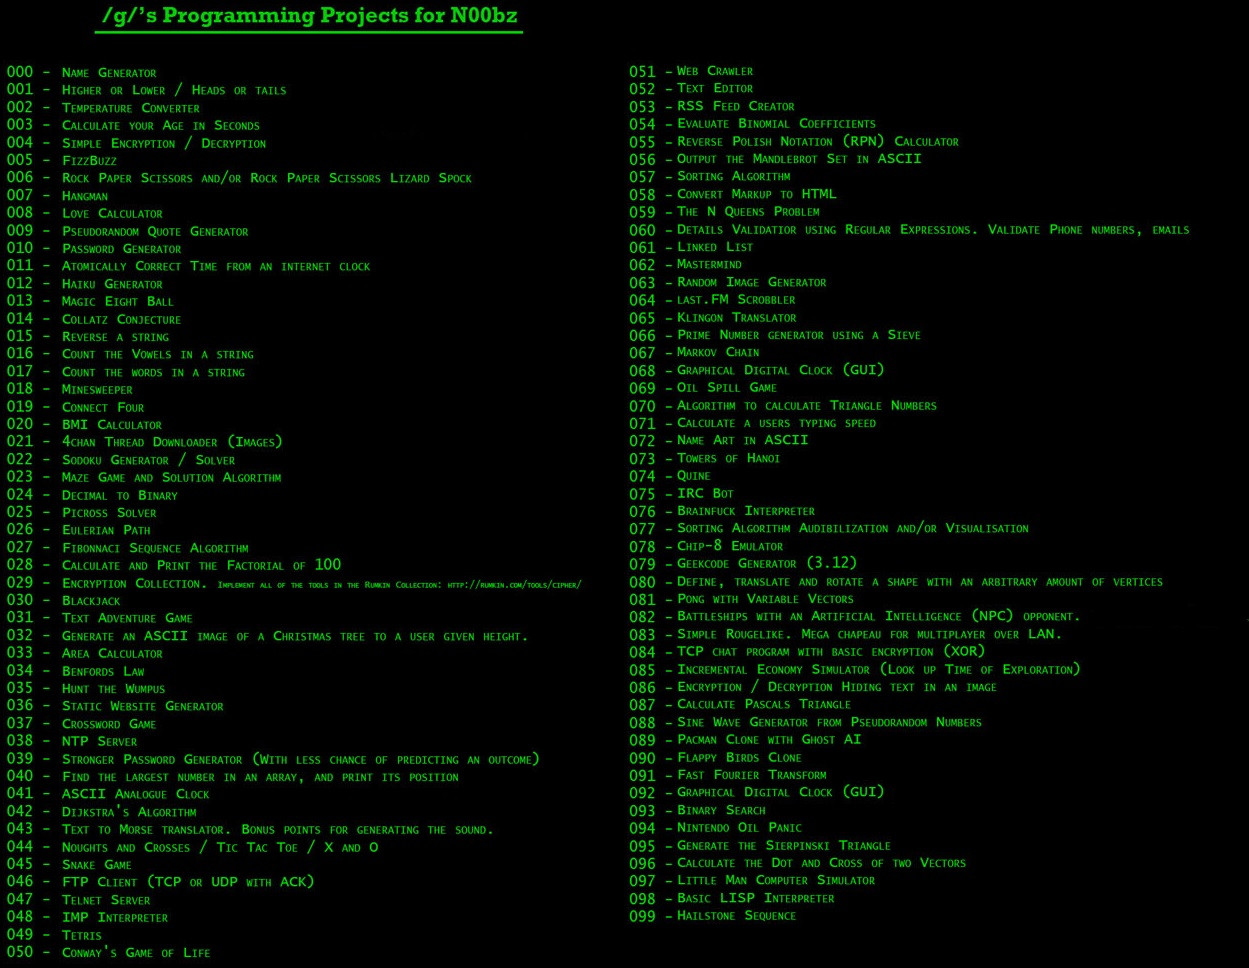 /g/'s Programming Projects for N00bz
000 - Name Generator
001 - Higher or Lower / Heads or tails
002 - Temperature Converter
003 - Calculate your Age in Seconds
004 - Simple Encryption / Decryption
005 - FizzBuzz
006 - Rock Paper Scissors and/or Rock Paper Scissors Lizard Spock
007 - Hangman
008 - Love Calculator
009 - Pseudorandom Quote Generator
010 - Password Generator
011 - Atomically Correct Time from an internet clock
012 - Haiku Generator
013 - Magic Eight Ball
014 - Collatz Conjecture
015 - Reverse a string
016 - Count the Vowels in a string
017 - Count the words in a string
018 - Minesweeper
019 - Connect Four
020 - BMI Calculator
021 - 4chan Thread Downloader (Images)
022 - Sodoku Generator / Solver
023 - Maze Game and Solution Algorithm
024 - Decimal to Binary
025 - Picross Solver
026 - Eulerian Path
027 - Fibonnaci Sequence Algorithm
028 - Calculate and Print the Factorial of 100
029 - Encryption Collection. Implement all of the tools in the Rumkin Collection: http://rumkin.com/tools/cipher/
030 - Blackjack
031 - Text Adventure Game
032 - Generate an ASCII image of a Christmas tree to a user given height.
033 - Area Calculator
034 - Benfords Law
035 - Hunt the Wumpus
036 - Static Website Generator
037 - Crossword Game
038 - NTP Server
039 - Stronger Password Generator (With less chance of predicting an outcome)
040 - Find the largest number in an array, and print its position
041 - ASCII Analogue Clock
042 - Dijkstra's Algorithm
043 - Text to Morse translator. Bonus points for generating the sound.
044 - Noughts and Crosses / Tic Tac Toe / X and O
045 - Snake Game
046 - FTP Client (TCP or UDP with ACK)
047 - Telnet Server
048 - IMP Interpreter
049 - Tetris
050 - Conway's Game of Life
051 - Web Crawler
052 - Text Editor
053 - RSS Feed Creator
054 - Evaluate Binomial Coefficients
055 - Reverse Polish Notation (RPN) Calculator
056 - Output the Mandlebrot Set in ASCII
057 - Sorting Algorithm
058 - Convert Markup to HTML
059 - The N Queens Problem
060 - Details Validatior using Regular Expressions. Validate Phone numbers, emails
061 - Linked List
062 - Mastermind
063 - Random Image Generator
064 - last.FM Scrobbler
065 - Klingon Translator
066 - Prime Number generator using a Sieve
067 - Markov Chain
068 - Graphical Digital Clock (GUI)
069 - Oil Spill Game
070 - Algorithm to calculate Triangle Numbers
071 - Calculate a users typing speed
072 - Name Art in ASCII
073 - Towers of Hanoi
074 - Quine
075 - IRC Bot
076 - Brainfuck Interpreter
077 - Sorting Algorithm Audibilization and/or Visualisation
078 - Chip-8 Emulator
079 - Geekcode Generator (3.12)
080 - Define, translate and rotate a shape with an arbitrary amount of vertices
081 - Pong with Variable Vectors
082 - Battleships with an Artificial Intelligence (NPC) opponent.
083 - Simple Rougelike. Mega chapeau for multiplayer over LAN.
084 - TCP chat program with basic encryption (XOR)
085 - Incremental Economy Simulator (Look up Time of Exploration)
086 - Encryption / Decryption Hiding text in an image
087 - Calculate Pascals Triangle
088 - Sine Wave Generator from Pseudorandom Numbers
089 - Pacman Clone with Ghost AI
090 - Flappy Birds Clone
091 - Fast Fourier Transform
092 - Graphical Digital Clock (GUI)
093 - Binary Search
094 - Nintendo Oil Panic
095 - Generate the Sierpinski Triangle
096 - Calculate the Dot and Cross of two Vectors
097 - Little Man Computer Simulator
098 - Basic LISP Interpreter
099 - Hailstone Sequence